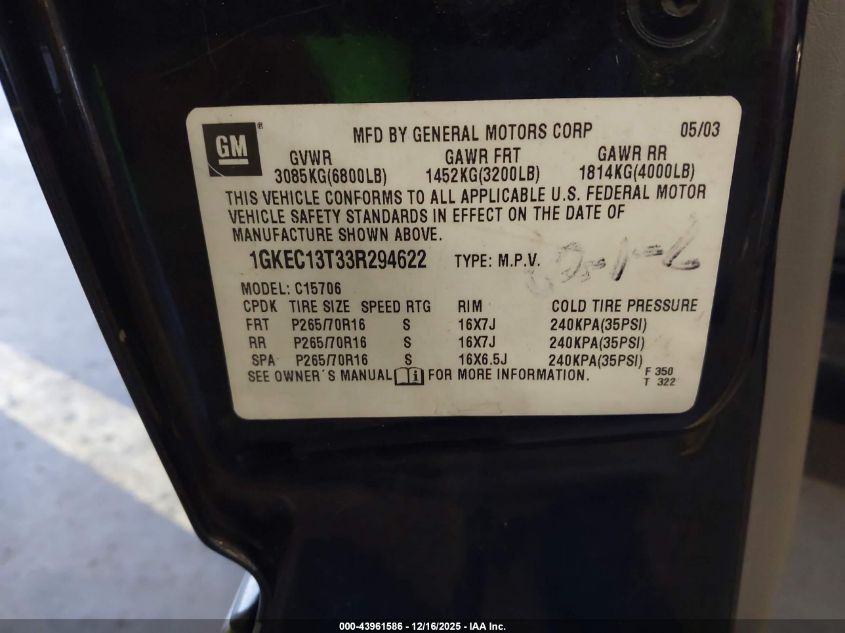 GM®
MFD BY GENERAL MOTORS CORP 05/03
GVWR GAWR FRT GAWR RR
3085KG(6800LB) 1452KG(3200LB) 1814KG(4000LB)
THIS VEHICLE CONFORMS TO ALL APPLICABLE U.S. FEDERAL MOTOR
VEHICLE SAFETY STANDARDS IN EFFECT ON THE DATE OF
MANUFACTURE SHOWN ABOVE.
1GKEC13T33R294622 TYPE: M.P.V.
MODEL: C15706
CPDK TIRE SIZE SPEED RTG RIM COLD TIRE PRESSURE
FRT P265/70R16 S 16X7J 240KPA(35PSI)
RR P265/70R16 S 16X7J 240KPA(35PSI)
SPA P265/70R16 S 16X6.5J 240KPA(35PSI)
SEE OWNER'S MANUAL i FOR MORE INFORMATION.
F 350
T 322
000-43961586 - 12/16/2025 - IAA Inc.